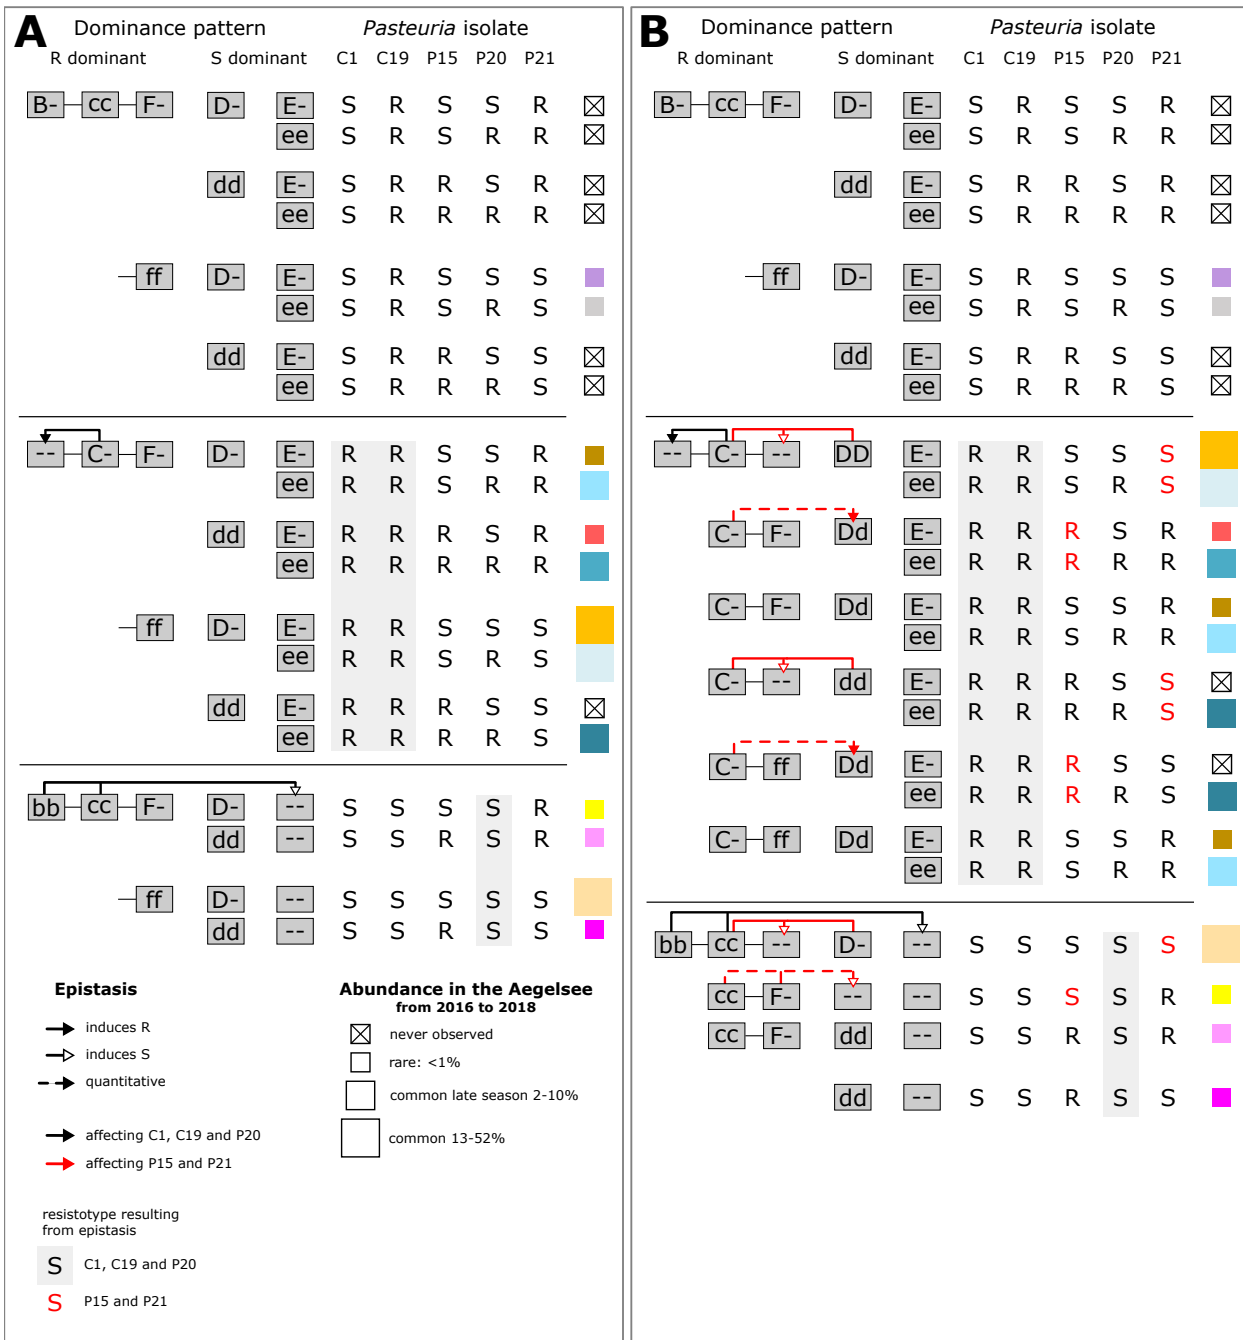 A
Dominance pattern Pasteuria isolate
R dominant S dominant C1 C19 P15 P20 P21
B- cc F- D- E- S R S S R
ee S R S R R
dd E- S R R S R
ee S R R R R
ff D- E- S R S S S
ee S R S R S
dd E- S R R S S
ee S R R R S
-- C- F- D- E- R R S S R
ee R R S R R
dd E- R R R S R
ee R R R R R
ff D- E- R R S S S
ee R R S R S
dd E- R R R S S
ee R R R R S
bb cc F- D- -- S S S S R
dd -- S S R S R
ff D- -- S S S S S
dd -- S S R S S
Epistasis
induces R
induces S
quantitative
affecting C1, C19 and P20
affecting P15 and P21
resistotype resulting
from epistasis
S C1, C19 and P20
S P15 and P21
Abundance in the Aegelsee
from 2016 to 2018
never observed
rare: <1%
common late season 2-10%
common 13-52%
B
Dominance pattern Pasteuria isolate
R dominant S dominant C1 C19 P15 P20 P21
B- cc F- D- E- S R S S R
ee S R S R R
dd E- S R R S R
ee S R R R R
ff D- E- S R S S S
ee S R S R S
dd E- S R R S S
ee S R R R S
-- C- -- DD E- R R S S S
ee R R S R S
C- F- Dd E- R R R S R
ee R R R R R
C- F- Dd E- R R S S R
ee R R S R R
C- -- dd E- R R R S S
ee R R R R S
C- ff Dd E- R R R S S
ee R R R R S
C- ff Dd E- R R S S R
ee R R S R R
bb cc -- D- -- S S S S S
cc F- -- -- S S S S R
cc F- dd -- S S R S R
dd -- S S R S S